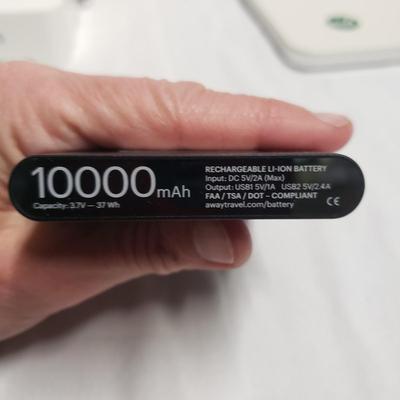 10000mAh
Capacity: 3.7V — 37 Wh
RECHARGEABLE LI-ION BATTERY
Input: DC 5V/2A (Max)
Output: USB1 5V/1A USB2 5V/2.4A
FAA / TSA / DOT – COMPLIANT
awaytravel.com/battery
CE